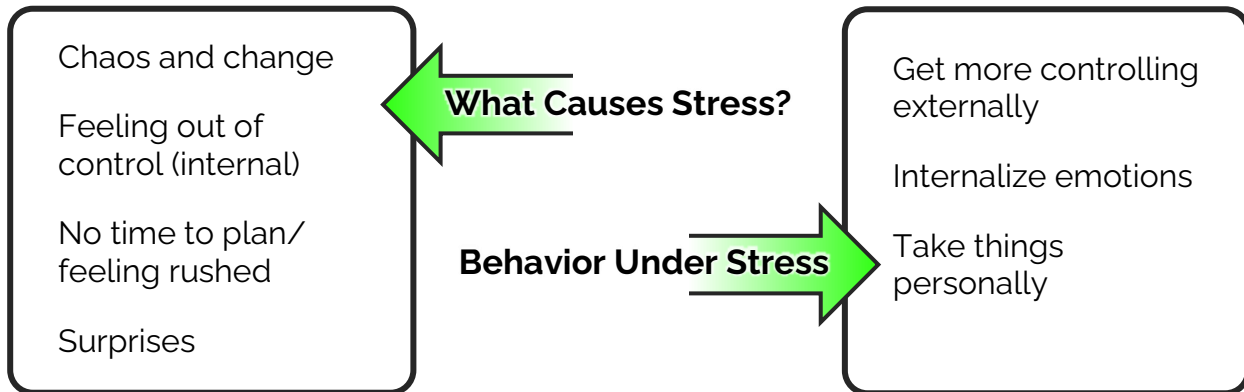 Chaos and change
Feeling out of
control (internal)
No time to plan/
feeling rushed
Surprises
What Causes Stress?
Behavior Under Stress
Get more controlling
externally
Internalize emotions
Take things
personally